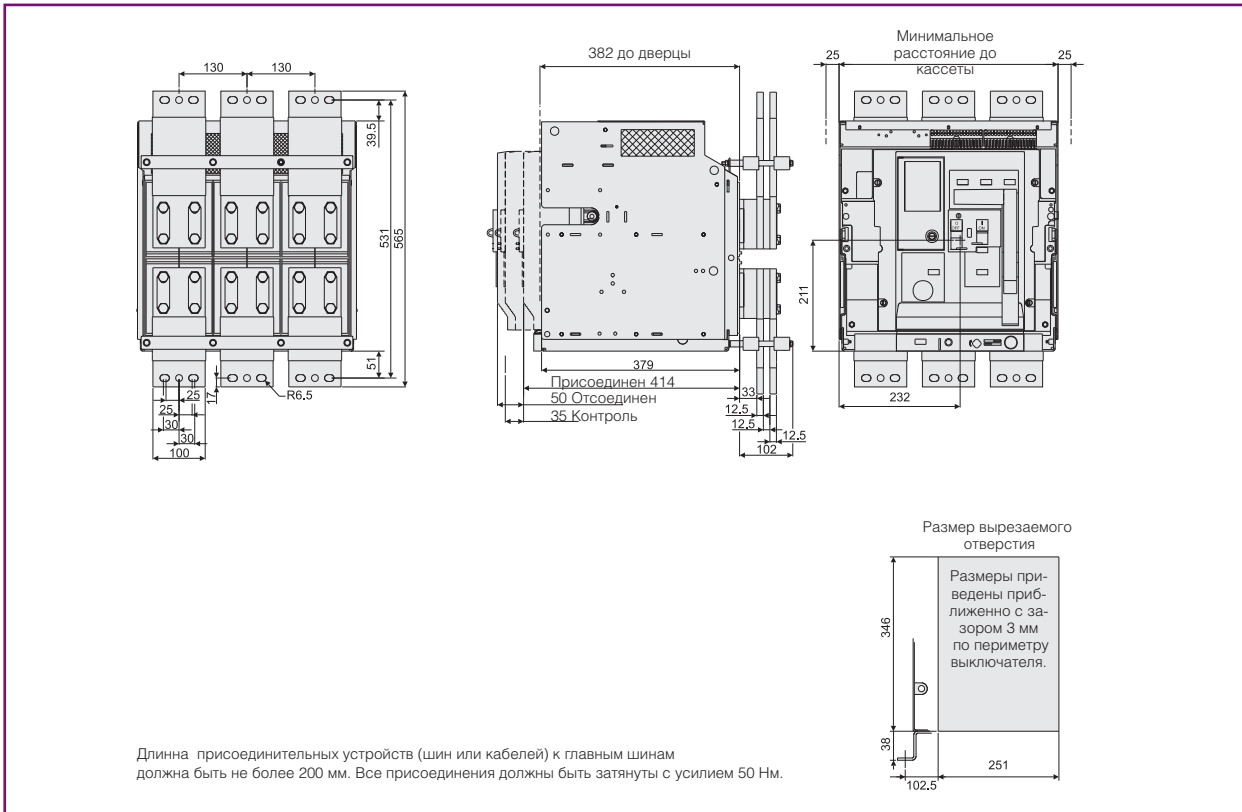 130
130
39.5
531
565
51
17
R6.5
25
25
30
30
100
382 до дверцы
379
Присоединен 414
50 Отсоединен
35 Контроль
33
12.5
12.5
12.5
102
Минимальное
расстояние до
кассеты
25
25
O
OFF
I
ON
211
232
Размер вырезаемого
отверстия
Размеры при-
ведены приб-
лиженно с за-
зором 3 мм
по периметру
выключателя.
346
38
102.5
251
Длинна присоединительных устройств (шин или кабелей) к главным шинам
должна быть не более 200 мм. Все присоединения должны быть затянуты с усилием 50 Нм.